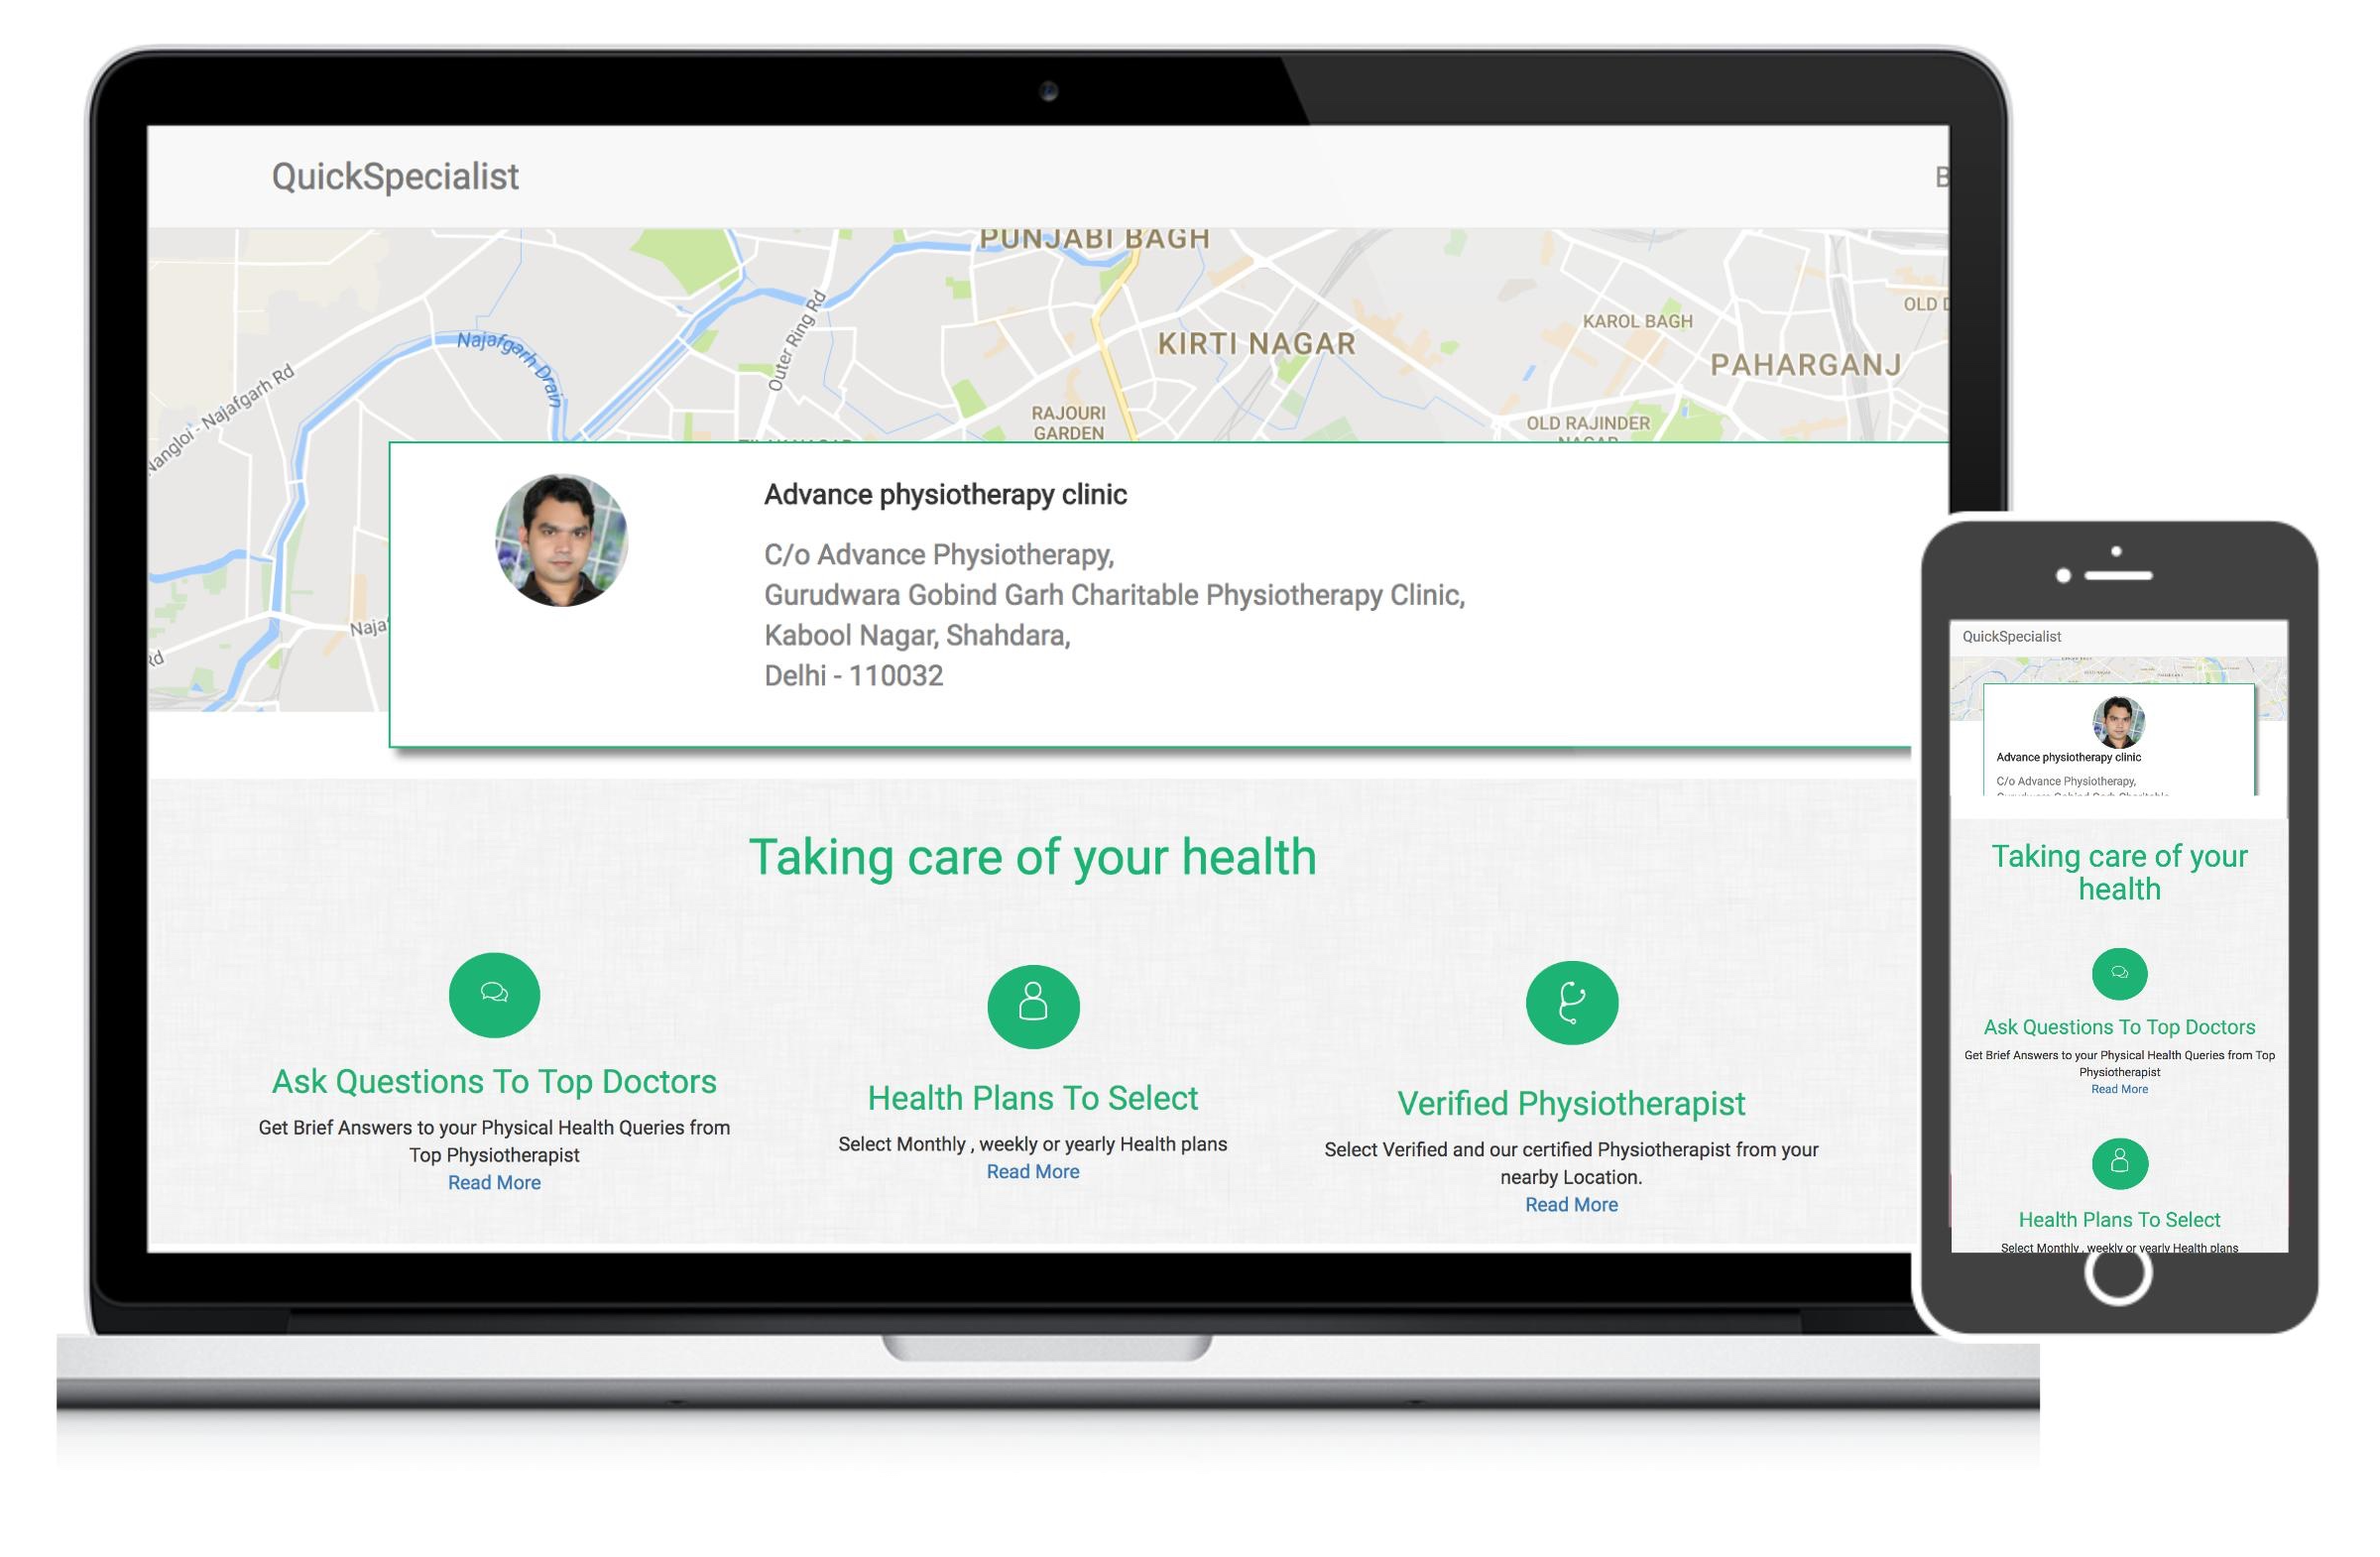 QuickSpecialist
PUNJABI BAGH
OLD
KAROL BAGH
KIRTI NAGAR
PAHARGANJ
Outer Ring Rd
Najafgarh Drain
Nangloi - Najafgarh Rd
RAJOURI
GARDEN
OLD RAJINDER
NAGAR
Rd
Advance physiotherapy clinic
C/o Advance Physiotherapy,
Gurudwara Gobind Garh Charitable Physiotherapy Clinic,
Kabool Nagar, Shahdara,
Delhi - 110032
Taking care of your health
Ask Questions To Top Doctors
Get Brief Answers to your Physical Health Queries from
Top Physiotherapist
Read More
Health Plans To Select
Select Monthly , weekly or yearly Health plans
Read More
Verified Physiotherapist
Select Verified and our certified Physiotherapist from your
nearby Location.
Read More
QuickSpecialist
Advance physiotherapy clinic
C/o Advance Physiotherapy,
Taking care of your
health
Ask Questions To Top Doctors
Get Brief Answers to your Physical Health Queries from Top
Physiotherapist
Read More
Health Plans To Select
Select Monthly , weekly or yearly Health plans